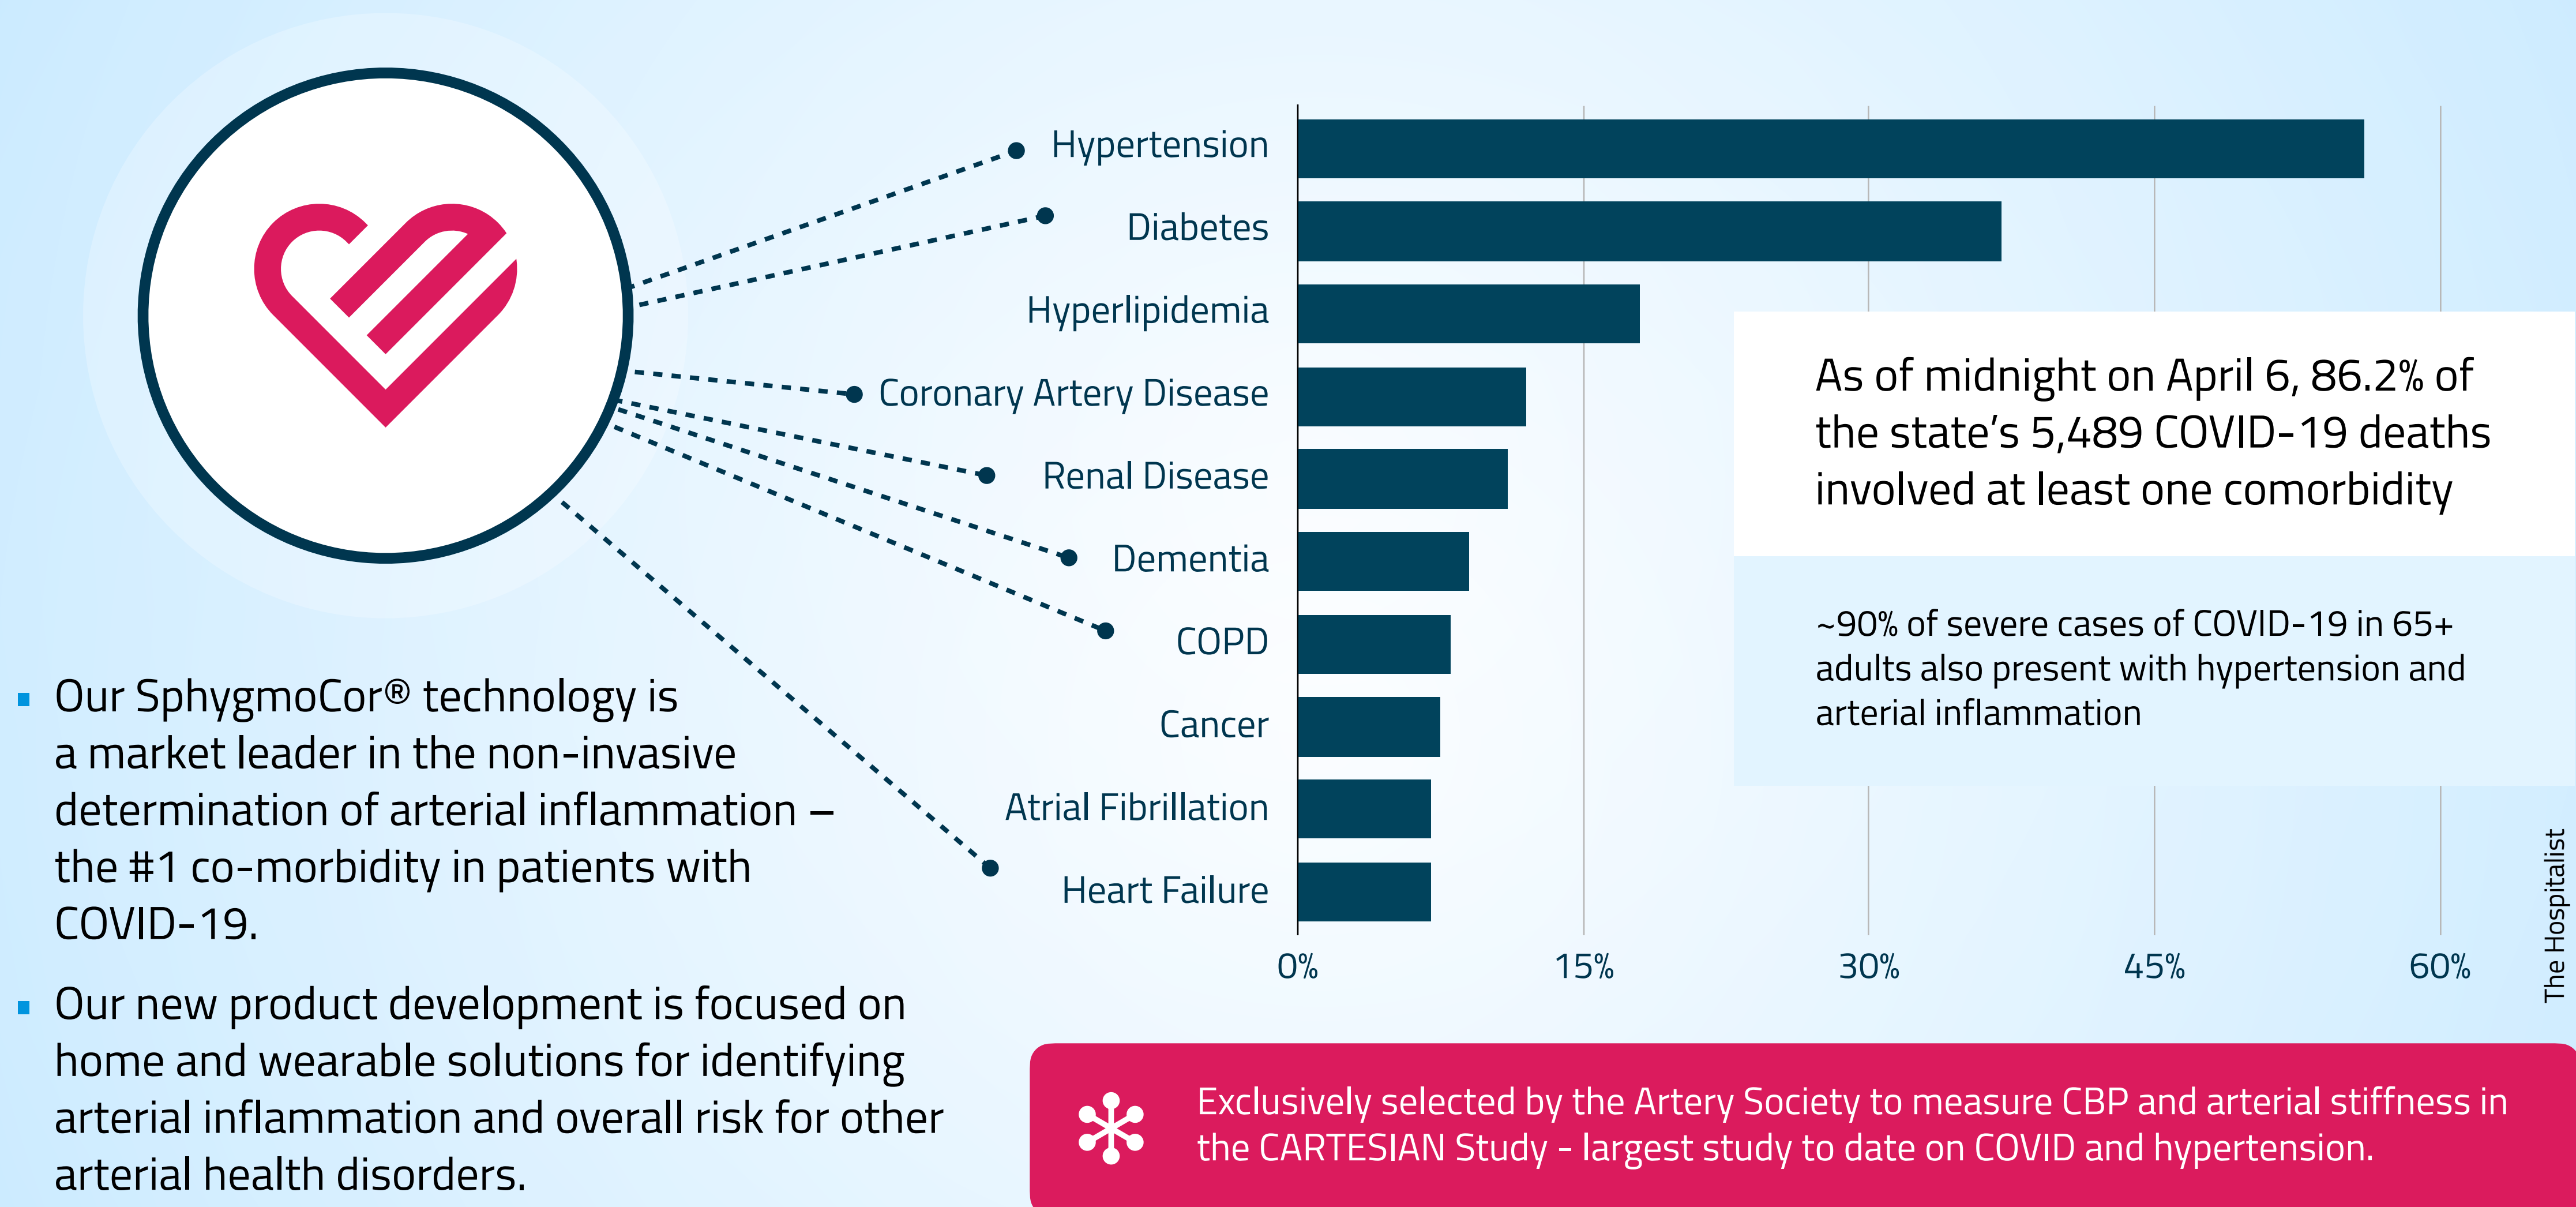 Hypertension
Diabetes
Hyperlipidemia
Coronary Artery Disease
Renal Disease
Dementia
COPD
Cancer
Atrial Fibrillation
Heart Failure
0% 15% 30% 45% 60%
As of midnight on April 6, 86.2% of
the state’s 5,489 COVID-19 deaths
involved at least one comorbidity
~90% of severe cases of COVID-19 in 65+
adults also present with hypertension and
arterial inflammation
The Hospitalist
▪ Our SphygmoCor® technology is
a market leader in the non-invasive
determination of arterial inflammation –
the #1 co-morbidity in patients with
COVID-19.
▪ Our new product development is focused on
home and wearable solutions for identifying
arterial inflammation and overall risk for other
arterial health disorders.
Exclusively selected by the Artery Society to measure CBP and arterial stiffness in
the CARTESIAN Study - largest study to date on COVID and hypertension.